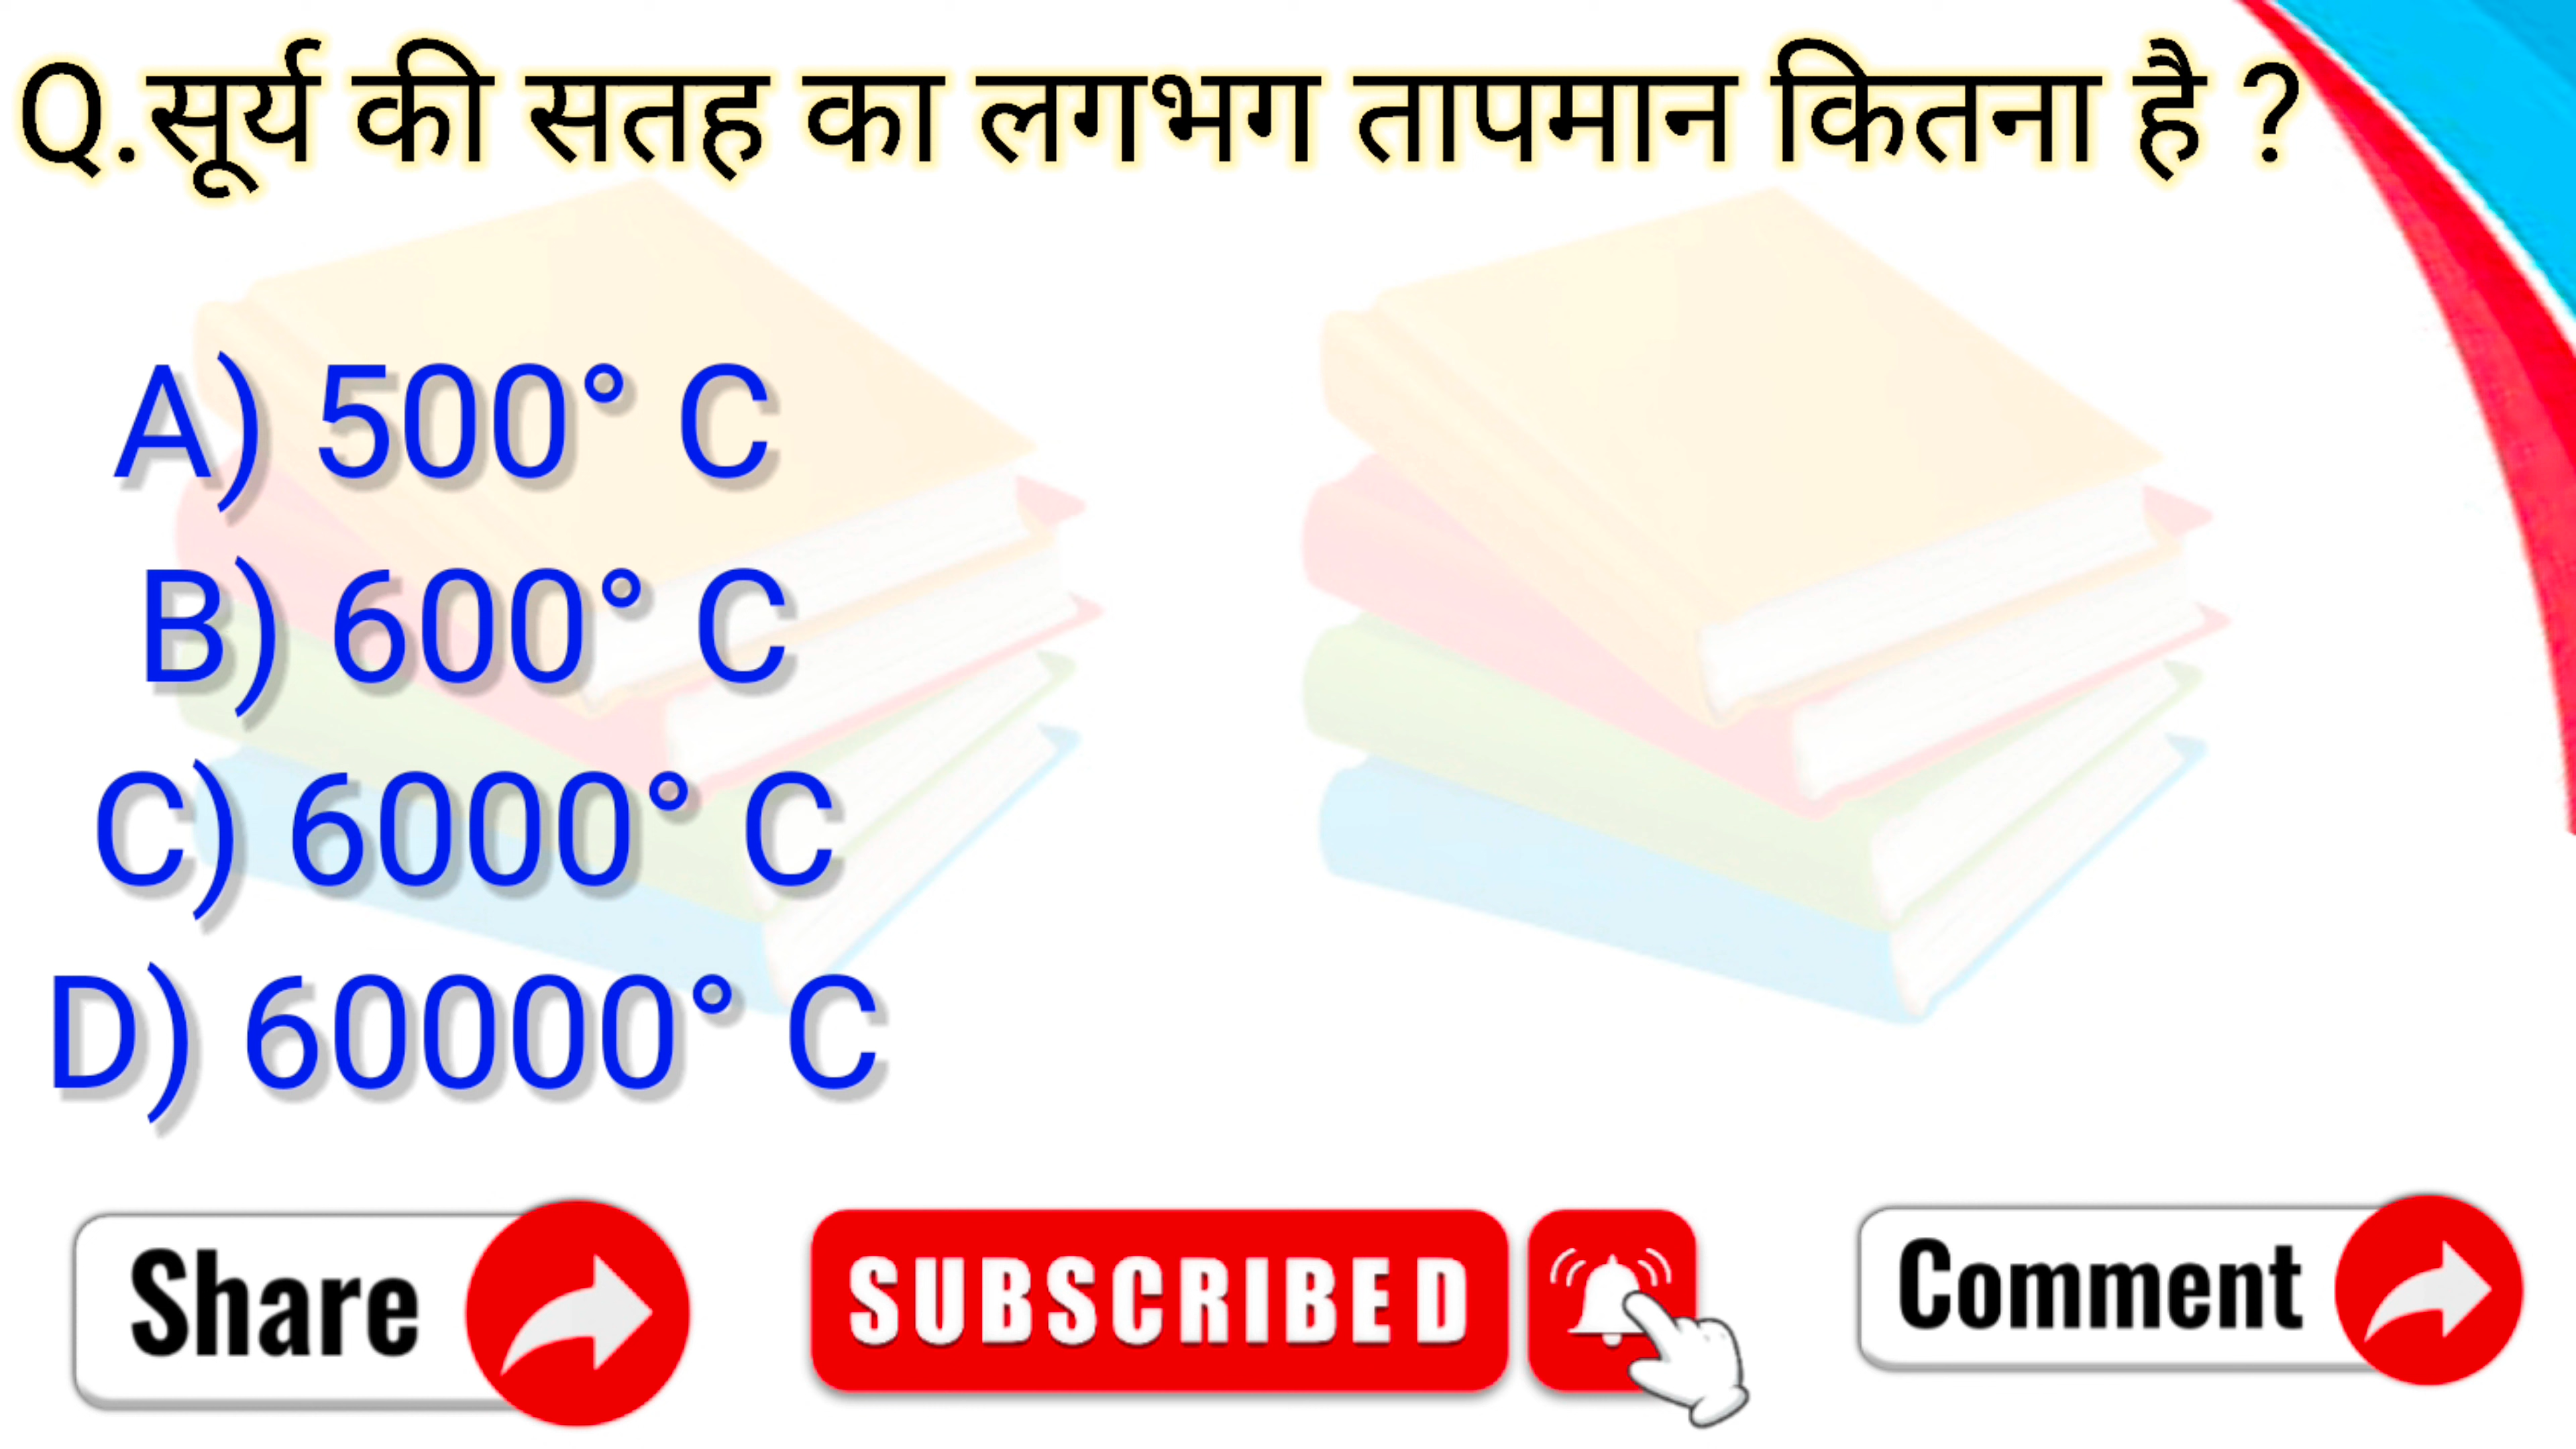 Q.सूर्य की सतह का लगभग तापमान कितना है ?
A) 500° C
B) 600° C
C) 6000° C
D) 60000° C
Share SUBSCRIBED Comment